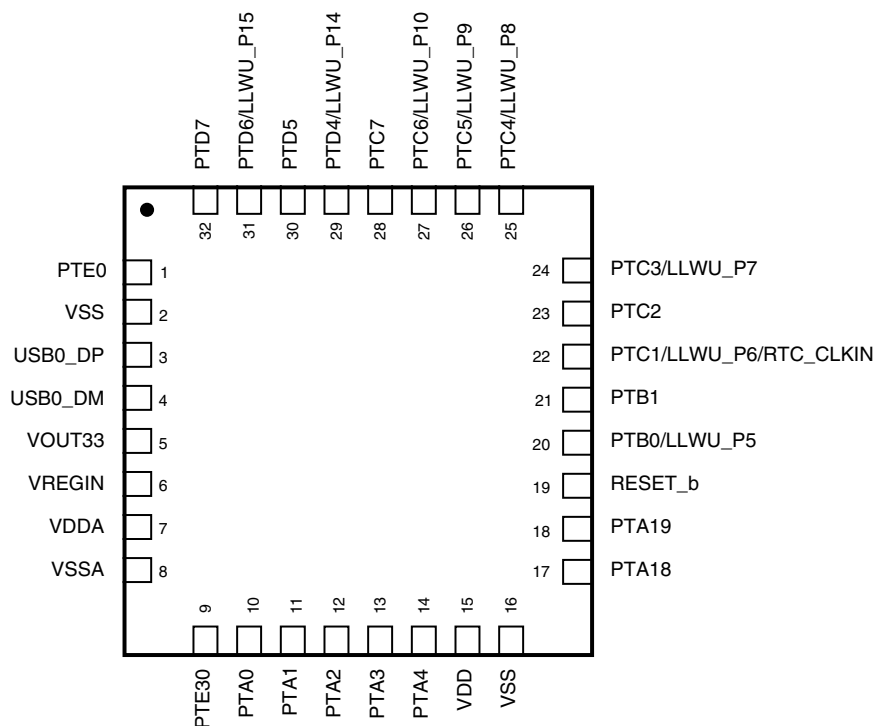 PTD7
PTD6/LLWU_P15
PTD5
PTD4/LLWU_P14
PTC7
PTC6/LLWU_P10
PTC5/LLWU_P9
PTC4/LLWU_P8
32
31
30
29
28
27
26
25
PTE0 1
VSS 2
USB0_DP 3
USB0_DM 4
VOUT33 5
VREGIN 6
VDDA 7
VSSA 8
24 PTC3/LLWU_P7
23 PTC2
22 PTC1/LLWU_P6/RTC_CLKIN
21 PTB1
20 PTB0/LLWU_P5
19 RESET_b
18 PTA19
17 PTA18
9
10
11
12
13
14
15
16
PTE30
PTA0
PTA1
PTA2
PTA3
PTA4
VDD
VSS